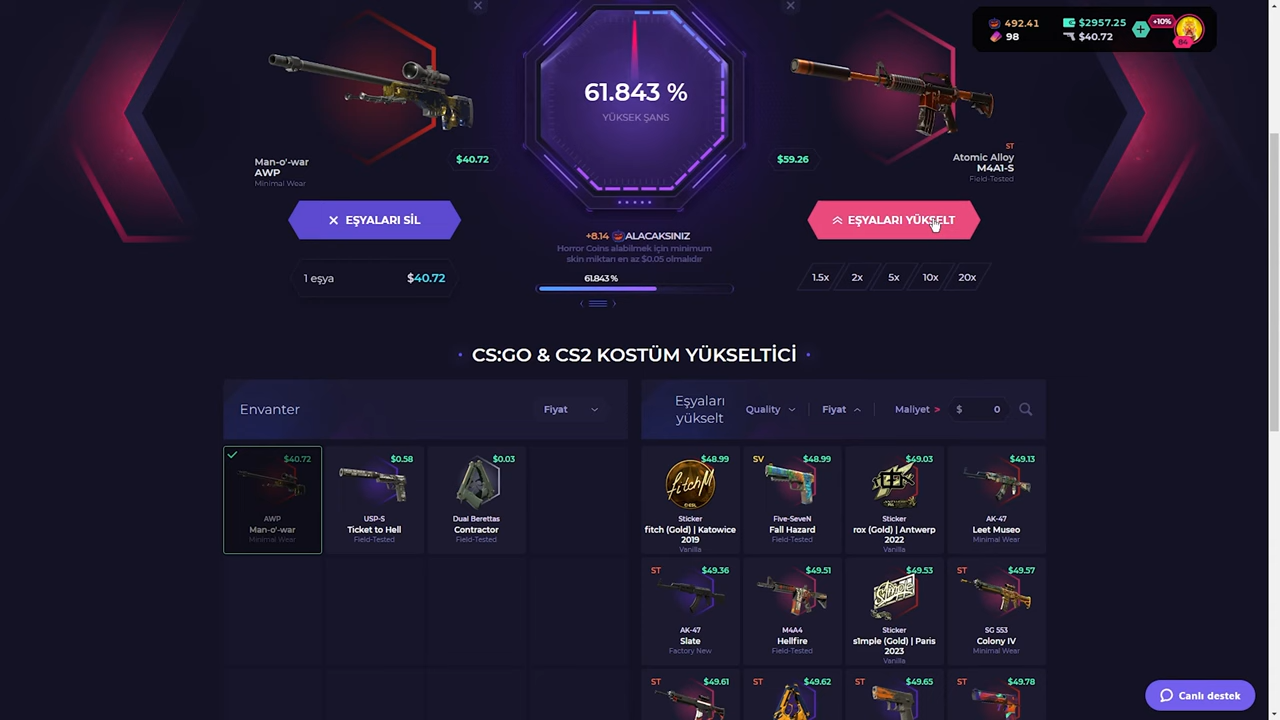 492.41
98
$2957.25
$40.72
+10%
84
61.843 %
YÜKSEK ŞANS
$40.72
Man-o'-war
AWP
Minimal Wear
$59.26
ST
Atomic Alloy
M4A1-S
Field-Tested
EŞYALARI SİL
1 eşya
$40.72
+8.14 ALACAKSINIZ
Horror Coins alabilmek için minimum
skin miktarı en az $0.05 olmalıdır
61.843 %
EŞYALARI YÜKSELT
1.5x 2x 5x 10x 20x
CS:GO & CS2 KOSTÜM YÜKSELTİCİ
Envanter
Fiyat
Eşyaları
yükselt
Quality
Fiyat
Maliyet >
$ 0
$40.72
AWP
Man-o'-war
Minimal Wear
$0.58
USP-S
Ticket to Hell
Field-Tested
$0.03
Dual Berettas
Contractor
Field-Tested
$48.99
Sticker
fitch (Gold) | Katowice
2019
Vanilla
SV
$48.99
Five-SeveN
Fall Hazard
Field-Tested
$49.03
Sticker
rox (Gold) | Antwerp
2022
Vanilla
$49.13
AK-47
Leet Museo
Minimal Wear
ST
$49.36
AK-47
Slate
Factory New
$49.51
M4A4
Hellfire
Field-Tested
$49.53
Sticker
s1mple (Gold) | Paris
2023
Vanilla
ST
$49.57
SG 553
Colony IV
Minimal Wear
ST
$49.61
ST
$49.62
ST
$49.65
ST
$49.78
Canlı destek